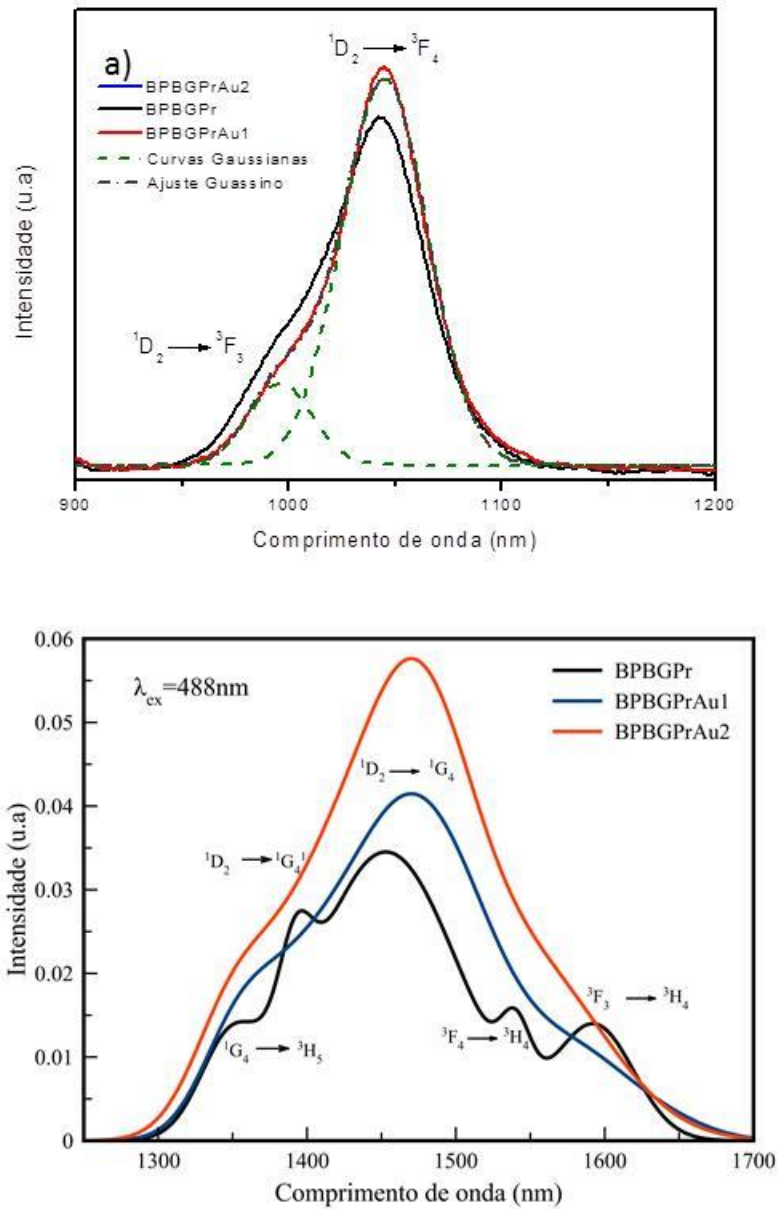 ¹D₂ → ³F₄
a)
BPBGPrAu2
BPBGPr
BPBGPrAu1
Curvas Gaussianas
Ajuste Guassino
¹D₂ → ³F₃
Intensidade (u.a)
900 1000 1100 1200
Comprimento de onda (nm)
0.06
0.05
0.04
0.03
0.02
0.01
0
λex=488nm
BPBGPr
BPBGPrAu1
BPBGPrAu2
¹D₂ → ¹G₄
¹D₂ → ¹G₄¹
³F₃ → ³H₄
¹G₄ → ³H₅
³F₄ → ³H₄
Intensidade (u.a)
1300 1400 1500 1600 1700
Comprimento de onda (nm)